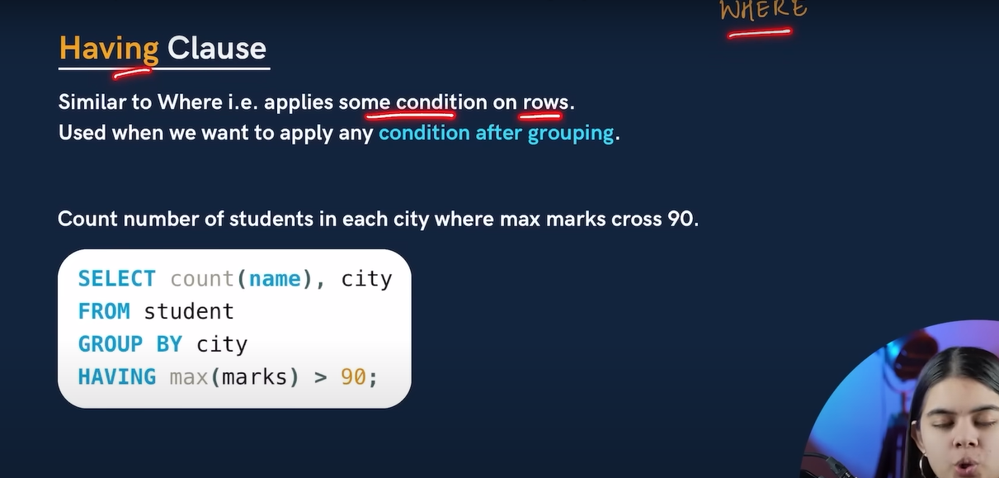 WHERE
Having Clause
Similar to Where i.e. applies some condition on rows.
Used when we want to apply any condition after grouping.
Count number of students in each city where max marks cross 90.
SELECT count(name), city
FROM student
GROUP BY city
HAVING max(marks) > 90;